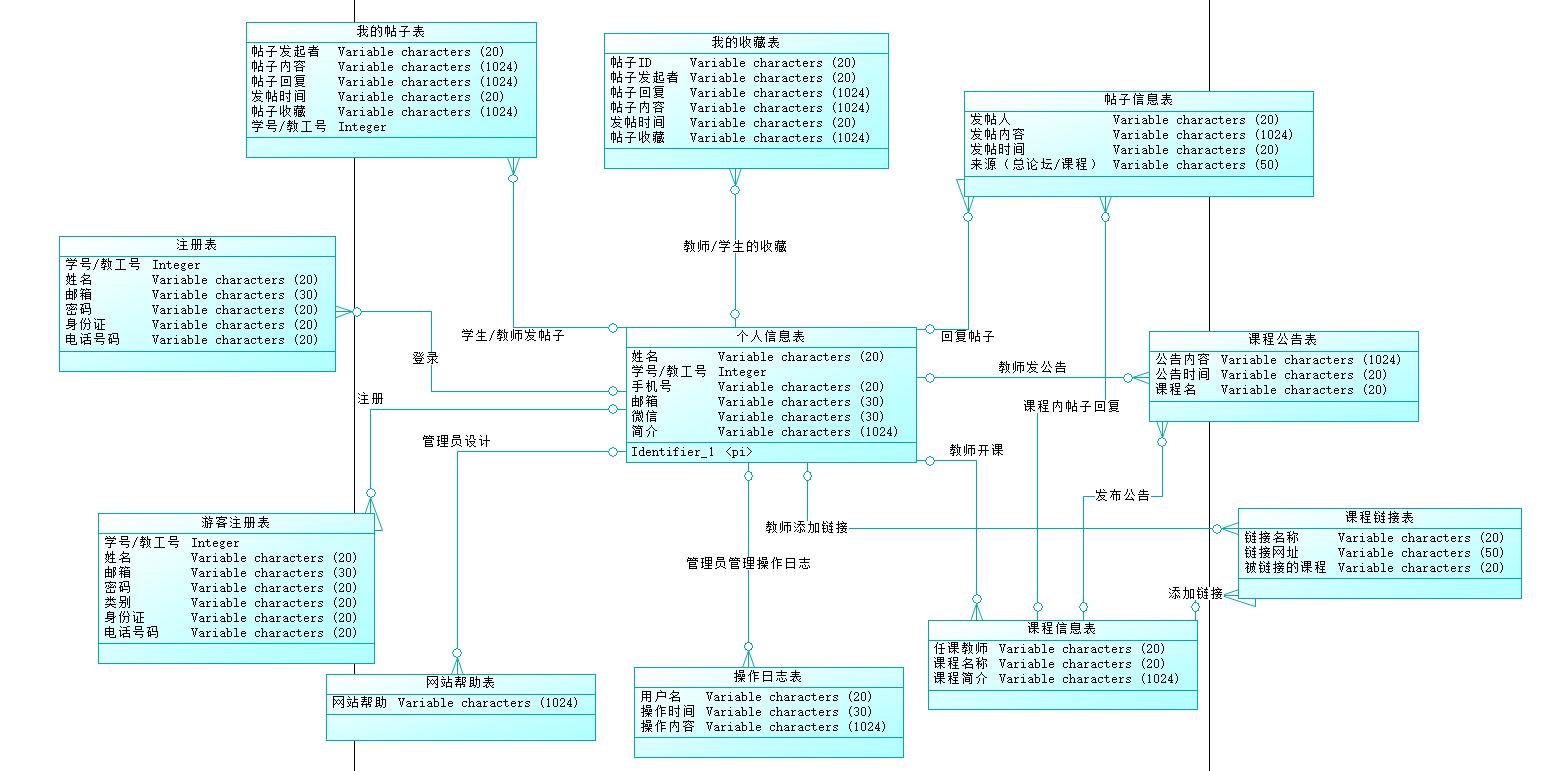 我的帖子表
帖子发起者 Variable characters (20)
帖子内容 Variable characters (1024)
帖子回复 Variable characters (1024)
发帖时间 Variable characters (20)
帖子收藏 Variable characters (1024)
学号/教工号 Integer
我的收藏表
帖子ID Variable characters (20)
帖子发起者 Variable characters (20)
帖子回复 Variable characters (1024)
帖子内容 Variable characters (1024)
发帖时间 Variable characters (20)
帖子收藏 Variable characters (1024)
帖子信息表
发帖人 Variable characters (20)
发帖内容 Variable characters (1024)
发帖时间 Variable characters (20)
来源（总论坛/课程） Variable characters (50)
注册表
学号/教工号 Integer
姓名 Variable characters (20)
邮箱 Variable characters (30)
密码 Variable characters (20)
身份证 Variable characters (20)
电话号码 Variable characters (20)
教师/学生的收藏
学生/教师发帖子
回复帖子
登录
注册
管理员设计
个人信息表
姓名 Variable characters (20)
学号/教工号 Integer
手机号 Variable characters (20)
邮箱 Variable characters (30)
微信 Variable characters (30)
简介 Variable characters (1024)
Identifier_1 <pi>
教师发公告
课程内帖子回复
教师开课
课程公告表
公告内容 Variable characters (1024)
公告时间 Variable characters (20)
课程名 Variable characters (20)
发布公告
教师添加链接
管理员管理操作日志
添加链接
游客注册表
学号/教工号 Integer
姓名 Variable characters (20)
邮箱 Variable characters (30)
密码 Variable characters (20)
类别 Variable characters (20)
身份证 Variable characters (20)
电话号码 Variable characters (20)
课程链接表
链接名称 Variable characters (20)
链接网址 Variable characters (50)
被链接的课程 Variable characters (20)
网站帮助表
网站帮助 Variable characters (1024)
操作日志表
用户名 Variable characters (20)
操作时间 Variable characters (30)
操作内容 Variable characters (1024)
课程信息表
任课教师 Variable characters (20)
课程名称 Variable characters (20)
课程简介 Variable characters (1024)